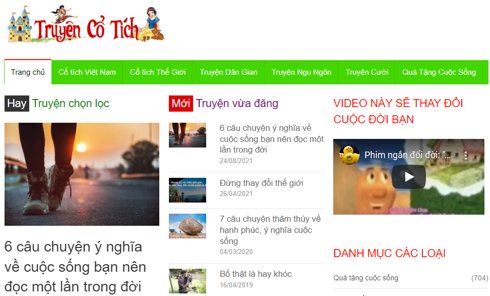 Truyện Cổ Tích
Trang chủ
Cổ tích Việt Nam
Cổ tích Thế Giới
Truyện Dân Gian
Truyện Ngụ Ngôn
Truyện Cười
Quà Tặng Cuộc Sống
Hay Truyện chọn lọc
6 câu chuyện ý nghĩa
về cuộc sống bạn nên
đọc một lần trong đời
Mới Truyện vừa đăng
6 câu chuyện ý nghĩa về
cuộc sống bạn nên đọc một
lần trong đời
24/08/2021
Đừng thay đổi thế giới
26/04/2021
7 câu chuyện thâm thúy về
hạnh phúc, ý nghĩa cuộc
sống
04/03/2020
Bố thật là hay khóc
16/04/2019
VIDEO NÀY SẼ THAY ĐỔI
CUỘC ĐỜI BẠN
Phim ngắn đổi đời:
DANH MỤC CÁC LOẠI
Quà tặng cuộc sống (704)